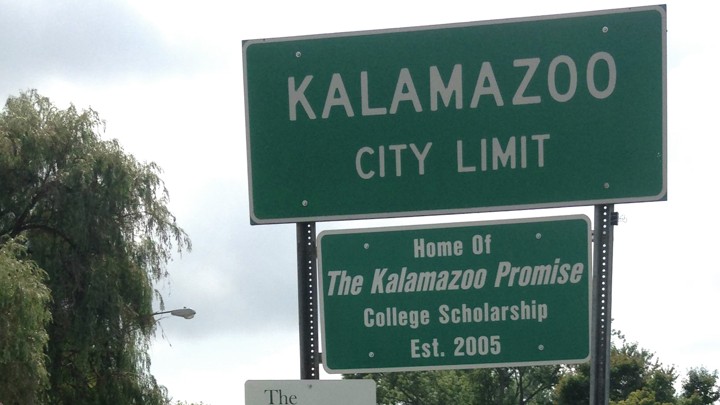 KALAMAZOO
CITY LIMIT
Home Of
The Kalamazoo Promise
College Scholarship
Est. 2005
The